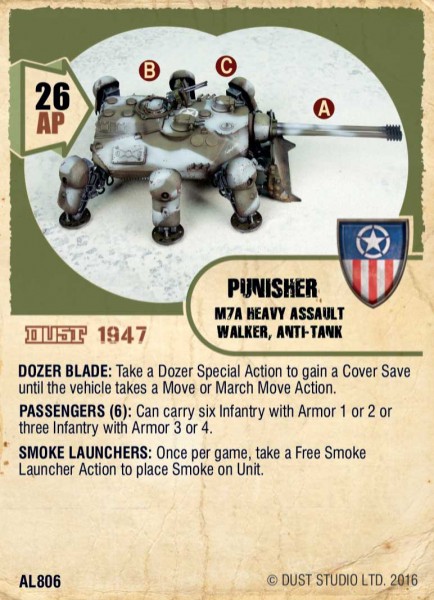 26
AP
B
C
A
PUNISHER
M7A HEAVY ASSAULT
WALKER, ANTI-TANK
DUST 1947
DOZER BLADE: Take a Dozer Special Action to gain a Cover Save
until the vehicle takes a Move or March Move Action.
PASSENGERS (6): Can carry six Infantry with Armor 1 or 2 or
three Infantry with Armor 3 or 4.
SMOKE LAUNCHERS: Once per game, take a Free Smoke
Launcher Action to place Smoke on Unit.
AL806
© DUST STUDIO LTD. 2016